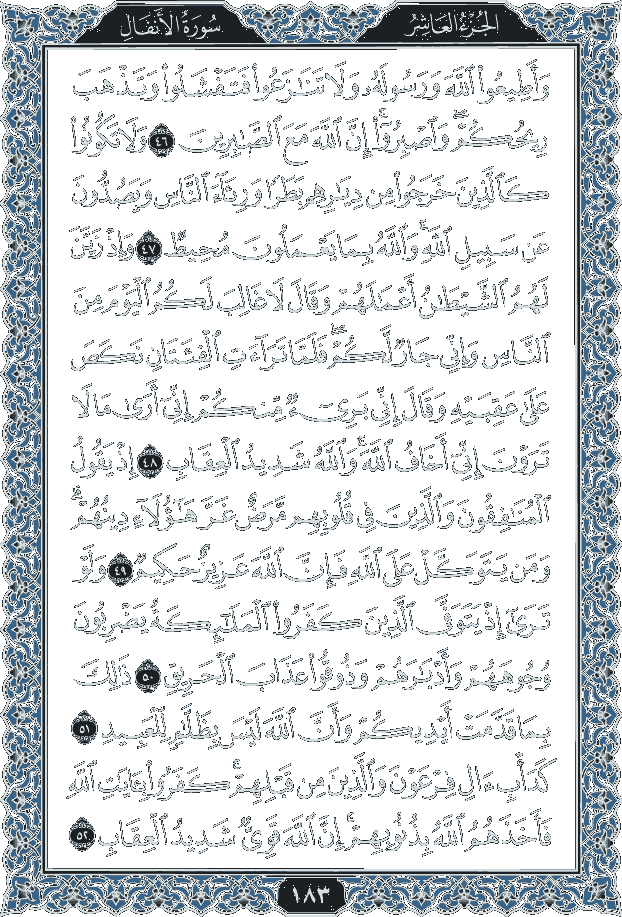 الجزء العاشر
سورة الأنفال
وَأَطِيعُوا۟ ٱللَّهَ وَرَسُولَهُۥ وَلَا تَنَٰزَعُوا۟ فَتَفْشَلُوا۟ وَتَذْهَبَ
رِيحُكُمْ ۖ وَٱصْبِرُوٓا۟ ۚ إِنَّ ٱللَّهَ مَعَ ٱلصَّٰبِرِينَ ٤٦ وَلَا تَكُونُوا۟
كَٱلَّذِينَ خَرَجُوا۟ مِن دِيَٰرِهِم بَطَرًا وَرِئَآءَ ٱلنَّاسِ وَيَصُدُّونَ
عَن سَبِيلِ ٱللَّهِ ۚ وَٱللَّهُ بِمَا يَعْمَلُونَ مُحِيطٌ ٤٧ وَإِذْ زَيَّنَ
لَهُمُ ٱلشَّيْطَٰنُ أَعْمَٰلَهُمْ وَقَالَ لَا غَالِبَ لَكُمُ ٱلْيَوْمَ مِنَ
ٱلنَّاسِ وَإِنِّى جَارٌ لَّكُمْ ۖ فَلَمَّا تَرَآءَتِ ٱلْفِئَتَانِ نَكَصَ
عَلَىٰ عَقِبَيْهِ وَقَالَ إِنِّى بَرِىٓءٌ مِّنكُمْ إِنِّىٓ أَرَىٰ مَا لَا
تَرَوْنَ إِنِّىٓ أَخَافُ ٱللَّهَ ۚ وَٱللَّهُ شَدِيدُ ٱلْعِقَابِ ٤٨ إِذْ يَقُولُ
ٱلْمُنَٰفِقُونَ وَٱلَّذِينَ فِى قُلُوبِهِم مَّرَضٌ غَرَّ هَٰٓؤُلَآءِ دِينُهُمْ ۗ
وَمَن يَتَوَكَّلْ عَلَى ٱللَّهِ فَإِنَّ ٱللَّهَ عَزِيزٌ حَكِيمٌ ٤٩ وَلَوْ
تَرَىٰٓ إِذْ يَتَوَفَّى ٱلَّذِينَ كَفَرُوا۟ ۙ ٱلْمَلَٰٓئِكَةُ يَضْرِبُونَ
وُجُوهَهُمْ وَأَدْبَٰرَهُمْ وَذُوقُوا۟ عَذَابَ ٱلْحَرِيقِ ٥٠ ذَٰلِكَ
بِمَا قَدَّمَتْ أَيْدِيكُمْ وَأَنَّ ٱللَّهَ لَيْسَ بِظَلَّٰمٍ لِّلْعَبِيدِ ٥١
كَدَأْبِ ءَالِ فِرْعَوْنَ ۙ وَٱلَّذِينَ مِن قَبْلِهِمْ ۚ كَفَرُوا۟ بِـَٔايَٰتِ ٱللَّهِ
فَأَخَذَهُمُ ٱللَّهُ بِذُنُوبِهِمْ ۗ إِنَّ ٱللَّهَ قَوِىٌّ شَدِيدُ ٱلْعِقَابِ ٥٢
١٨٣